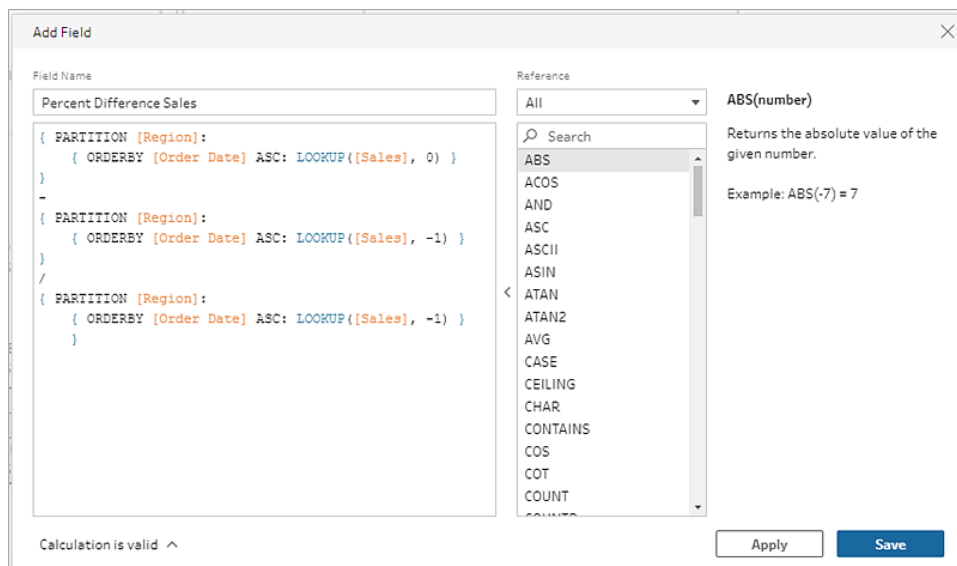 Add Field
Field Name
Percent Difference Sales
{ PARTITION [Region]:
{ ORDERBY [Order Date] ASC: LOOKUP([Sales], 0) }
}
-
{ PARTITION [Region]:
{ ORDERBY [Order Date] ASC: LOOKUP([Sales], -1) }
}
/
{ PARTITION [Region]:
{ ORDERBY [Order Date] ASC: LOOKUP([Sales], -1) }
}
Calculation is valid
Reference
All
Search
ABS
ACOS
AND
ASC
ASCII
ASIN
ATAN
ATAN2
AVG
CASE
CEILING
CHAR
CONTAINS
COS
COT
COUNT
COUNTD
ABS(number)
Returns the absolute value of the
given number.
Example: ABS(-7) = 7
Apply
Save